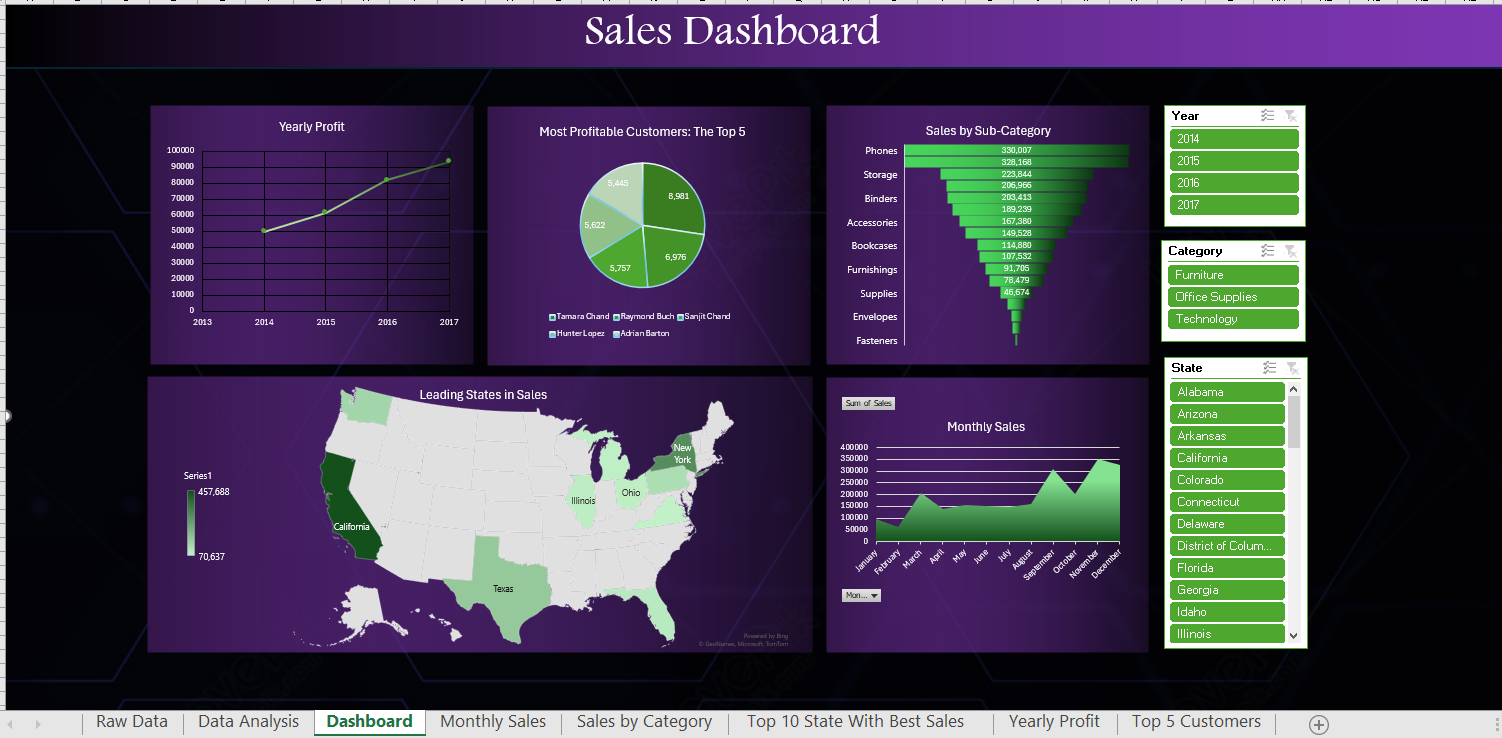 Sales Dashboard
Yearly Profit
100000
90000
80000
70000
60000
50000
40000
30000
20000
10000
0
2013 2014 2015 2016 2017
Most Profitable Customers: The Top 5
5,445
8,981
5,622
6,976
5,757
Tamara Chand Raymond Buch Sanjit Chand
Hunter Lopez Adrian Barton
Sales by Sub-Category
Phones 330,007
328,168
Storage 223,844
206,966
Binders 203,413
189,239
Accessories 167,380
149,528
Bookcases 114,880
107,532
Furnishings 91,705
78,479
Supplies 46,674
Envelopes
Fasteners
Year
2014
2015
2016
2017
Category
Furniture
Office Supplies
Technology
Leading States in Sales
Series1
457,688
70,637
New
York
Ohio
Illinois
California
Texas
Powered by Bing
© GeoNames, Microsoft, TomTom
Sum of Sales
Monthly Sales
400000
350000
300000
250000
200000
150000
100000
50000
0
January
February
March
April
May
June
July
August
September
October
November
December
Mon...
State
Alabama
Arizona
Arkansas
California
Colorado
Connecticut
Delaware
District of Colum...
Florida
Georgia
Idaho
Illinois
Raw Data Data Analysis Dashboard Monthly Sales Sales by Category Top 10 State With Best Sales Yearly Profit Top 5 Customers